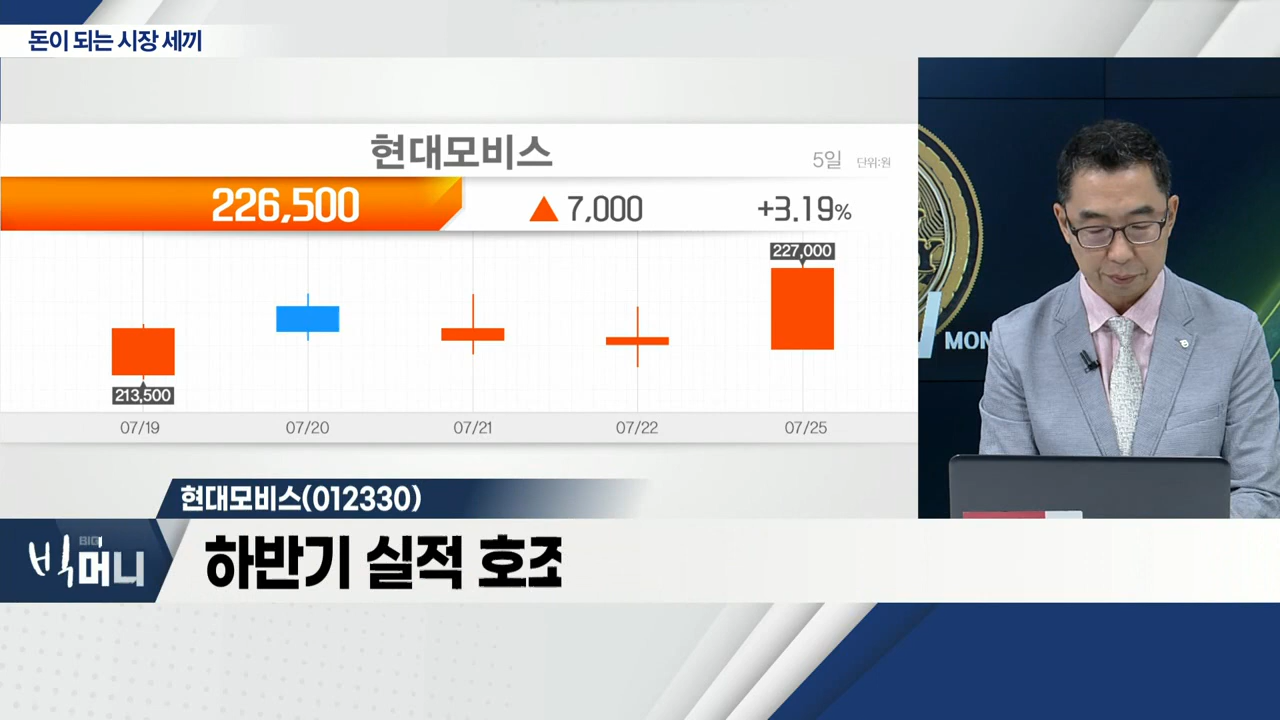 돈이 되는 시장 세끼
현대모비스
5일 단위:원
226,500 ▲ 7,000 +3.19%
227,000
213,500
07/19 07/20 07/21 07/22 07/25
MON
현대모비스(012330)
BIG
빅머니
하반기 실적 호조